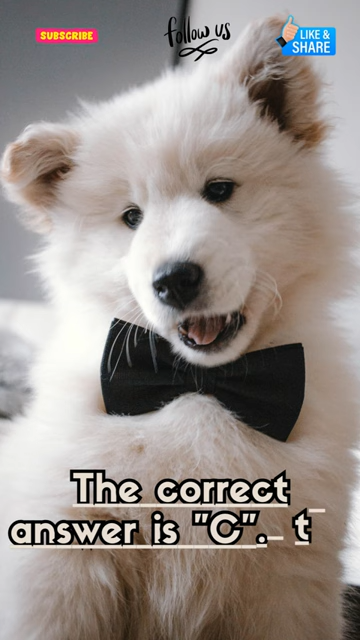 SUBSCRIBE
follow us
LIKE &
SHARE
The correct
answer is "C". t